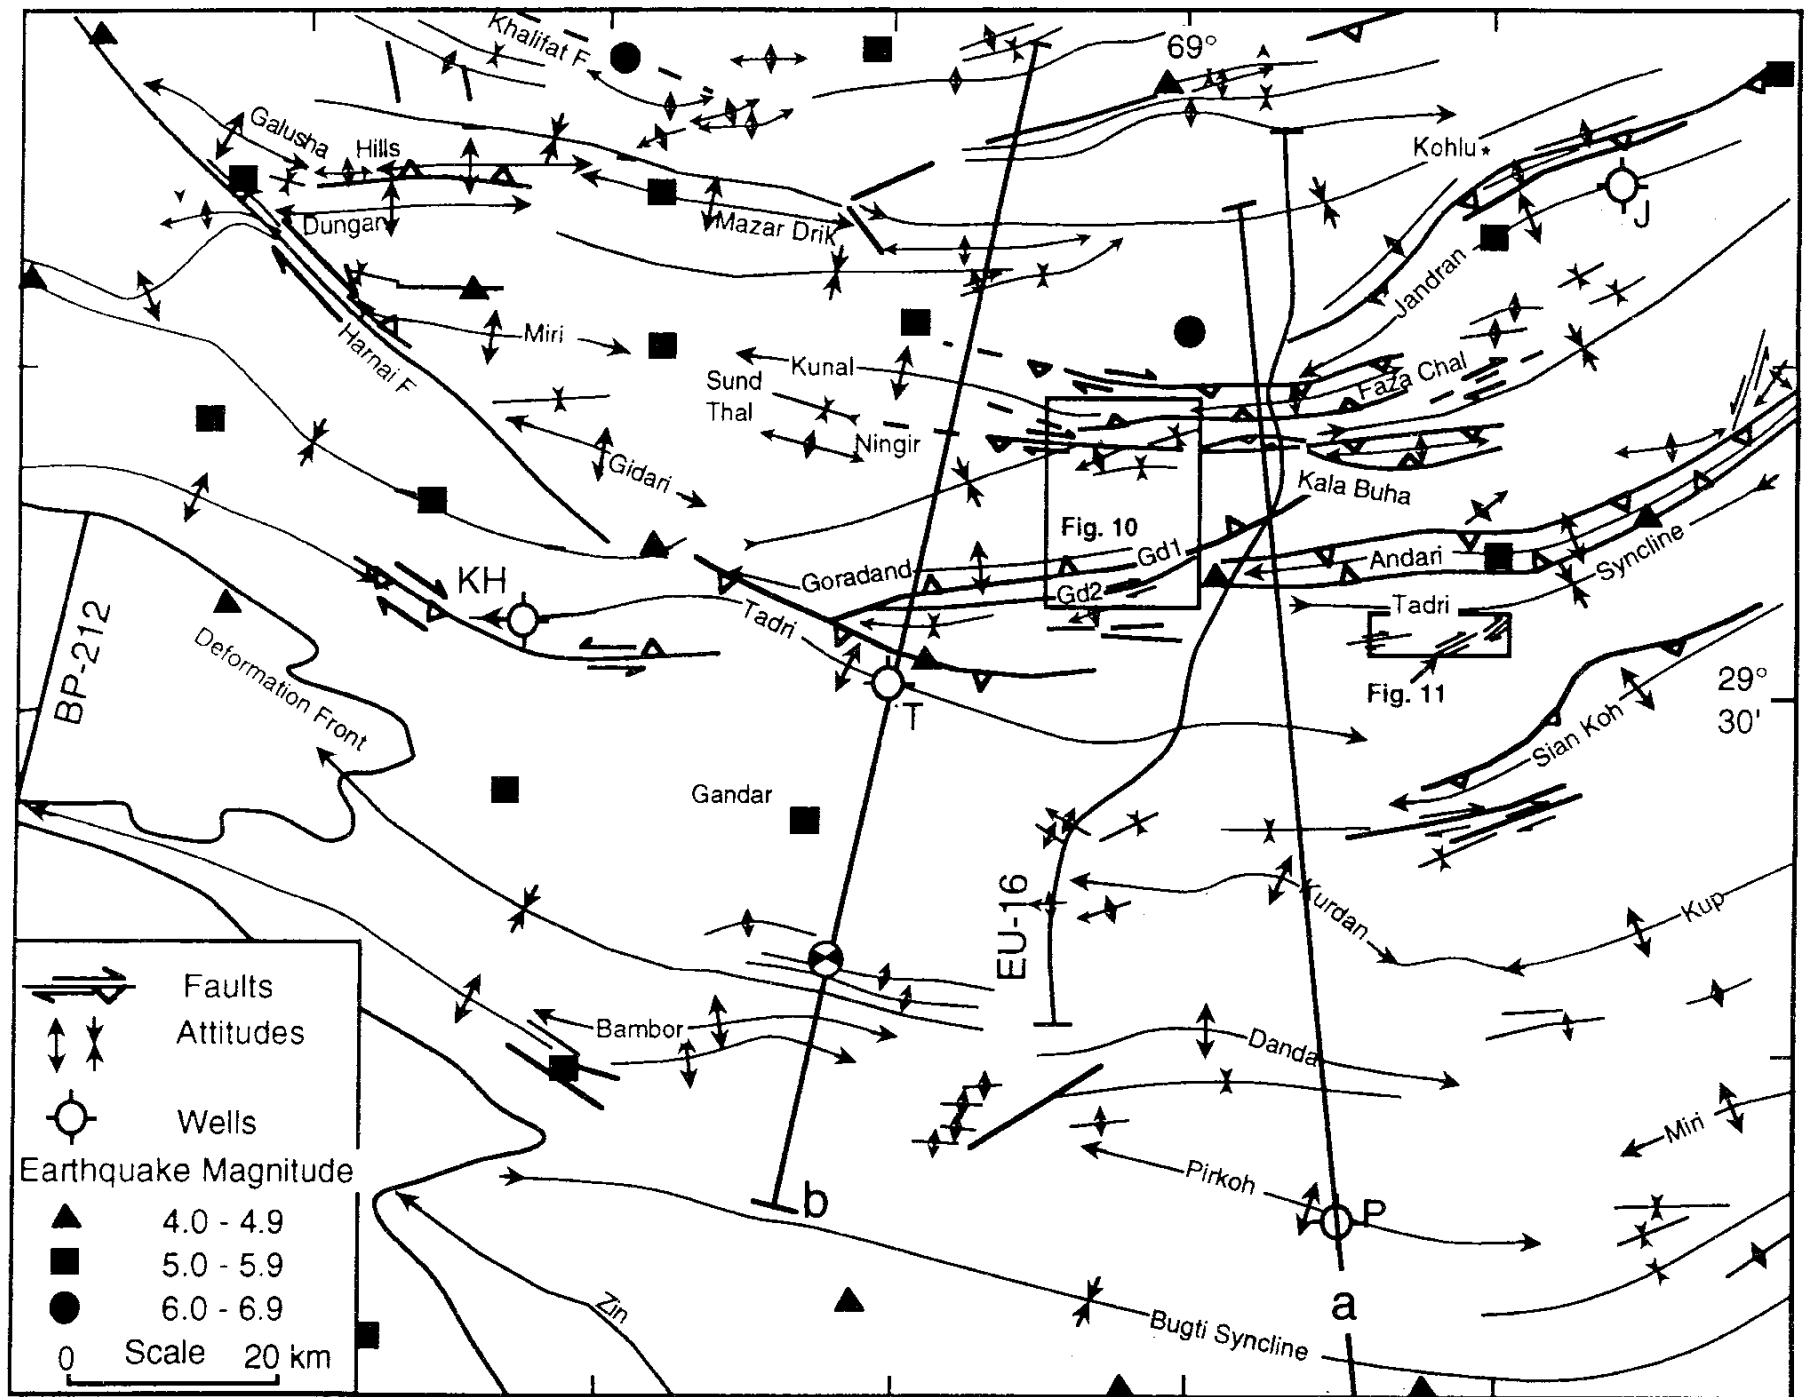 Khalifat F
69°
Galusha
Hills
Kohlu
J
Dungan
Mazar Drik
Jandran
Harnai F
Miri
Kunal
Faza Chal
Sund
Thal
Ningir
Gidari
Kala Buha
Fig. 10
Gd1
Andari
Syncline
KH
Goradand
Gd2
Tadri
Tadri
BP-212
Deformation Front
Fig. 11
29°
30'
T
Sian Koh
Gandar
EU-16
Kurdan
Kup
Faults
Attitudes
Bambor
Danda
Wells
Miri
Earthquake Magnitude
Pirkoh
P
b
4.0 - 4.9
5.0 - 5.9
6.0 - 6.9
Zin
a
Bugti Syncline
Scale
0 20 km